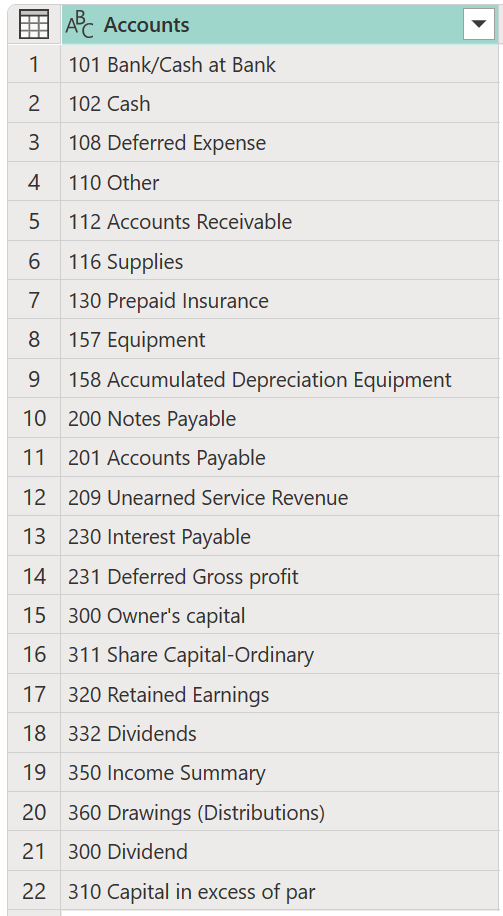 ABC Accounts
1 101 Bank/Cash at Bank
2 102 Cash
3 108 Deferred Expense
4 110 Other
5 112 Accounts Receivable
6 116 Supplies
7 130 Prepaid Insurance
8 157 Equipment
9 158 Accumulated Depreciation Equipment
10 200 Notes Payable
11 201 Accounts Payable
12 209 Unearned Service Revenue
13 230 Interest Payable
14 231 Deferred Gross profit
15 300 Owner's capital
16 311 Share Capital-Ordinary
17 320 Retained Earnings
18 332 Dividends
19 350 Income Summary
20 360 Drawings (Distributions)
21 300 Dividend
22 310 Capital in excess of par